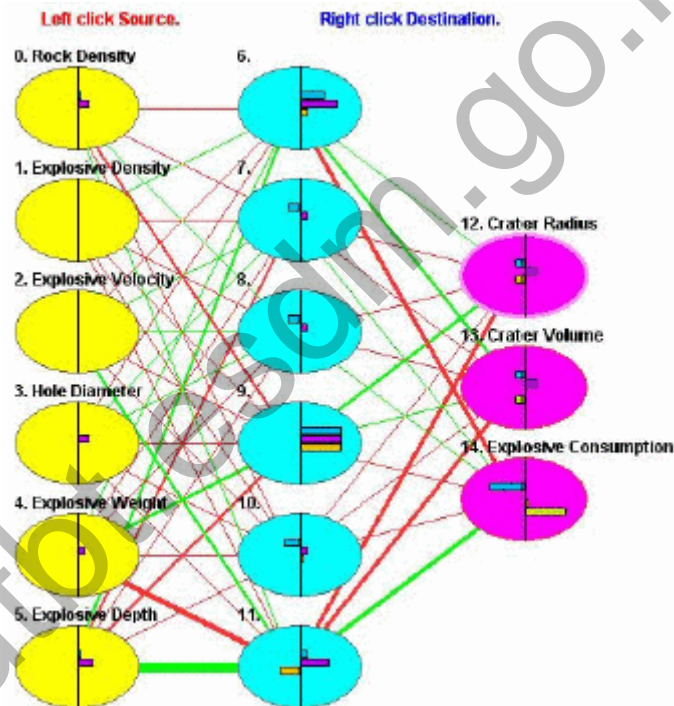 Left click Source.
Right click Destination.
0. Rock Density
6.
1. Explosive Density
7.
12. Crater Radius
2. Explosive Velocity
8.
13. Crater Volume
3. Hole Diameter
9.
14. Explosive Consumption
4. Explosive Weight
10.
5. Explosive Depth
11.
esdm.go.